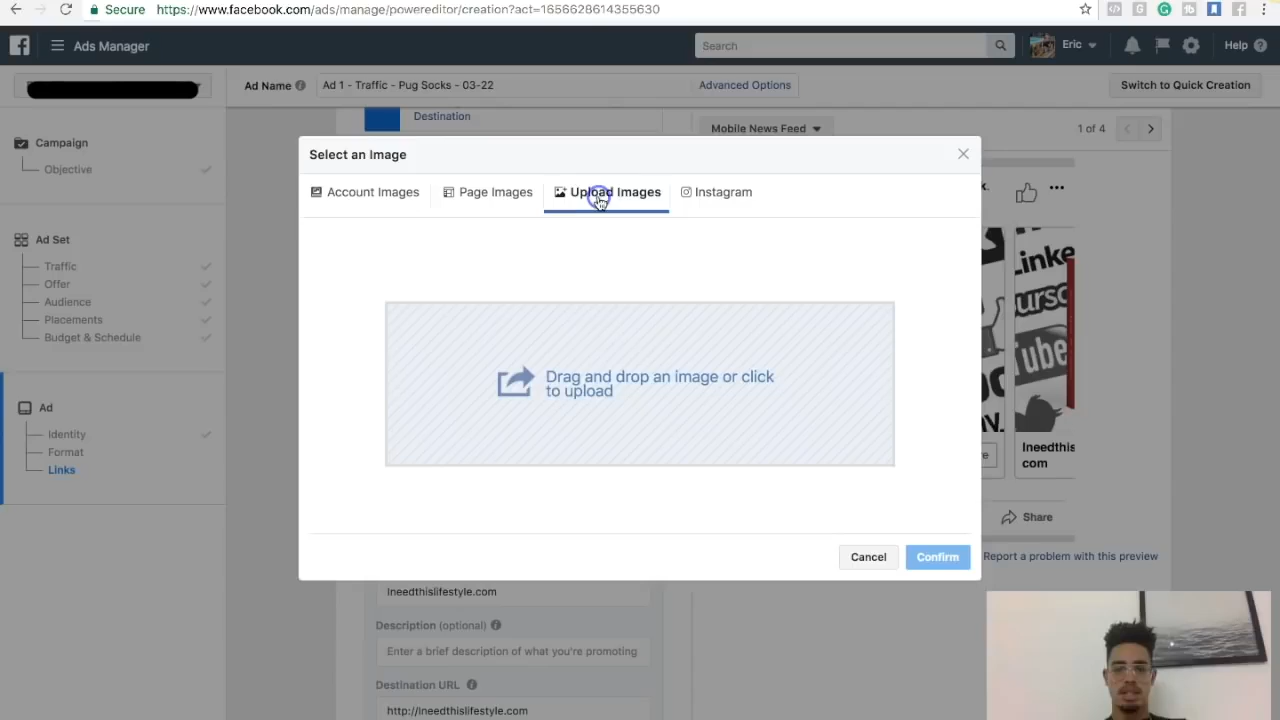 Secure https://www.facebook.com/ads/manage/powereditor/creation?act=1656628614355630
Ads Manager
Search
Eric
Help
Ad Name
Ad 1 - Traffic - Pug Socks - 03-22
Advanced Options
Switch to Quick Creation
Campaign
Objective
Ad Set
Traffic
Offer
Audience
Placements
Budget & Schedule
Ad
Identity
Format
Links
Destination
Mobile News Feed
1 of 4
Select an Image
Account Images
Page Images
Upload Images
Instagram
Drag and drop an image or click
to upload
Cancel
Confirm
You
Tube
Ineedthis
com
Share
Report a problem with this preview
Ineedthislifestyle.com
Description (optional)
Enter a brief description of what you're promoting
Destination URL
http://Ineedthislifestyle.com